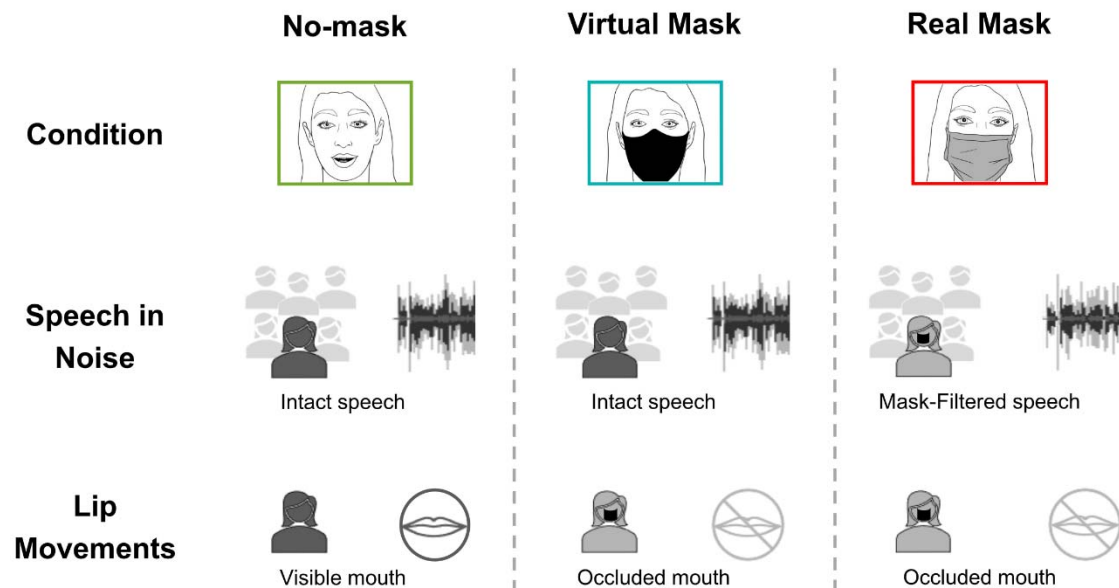 No-mask
Virtual Mask
Real Mask
Condition
Speech in
Noise
Intact speech
Intact speech
Mask-Filtered speech
Lip
Movements
Visible mouth
Occluded mouth
Occluded mouth